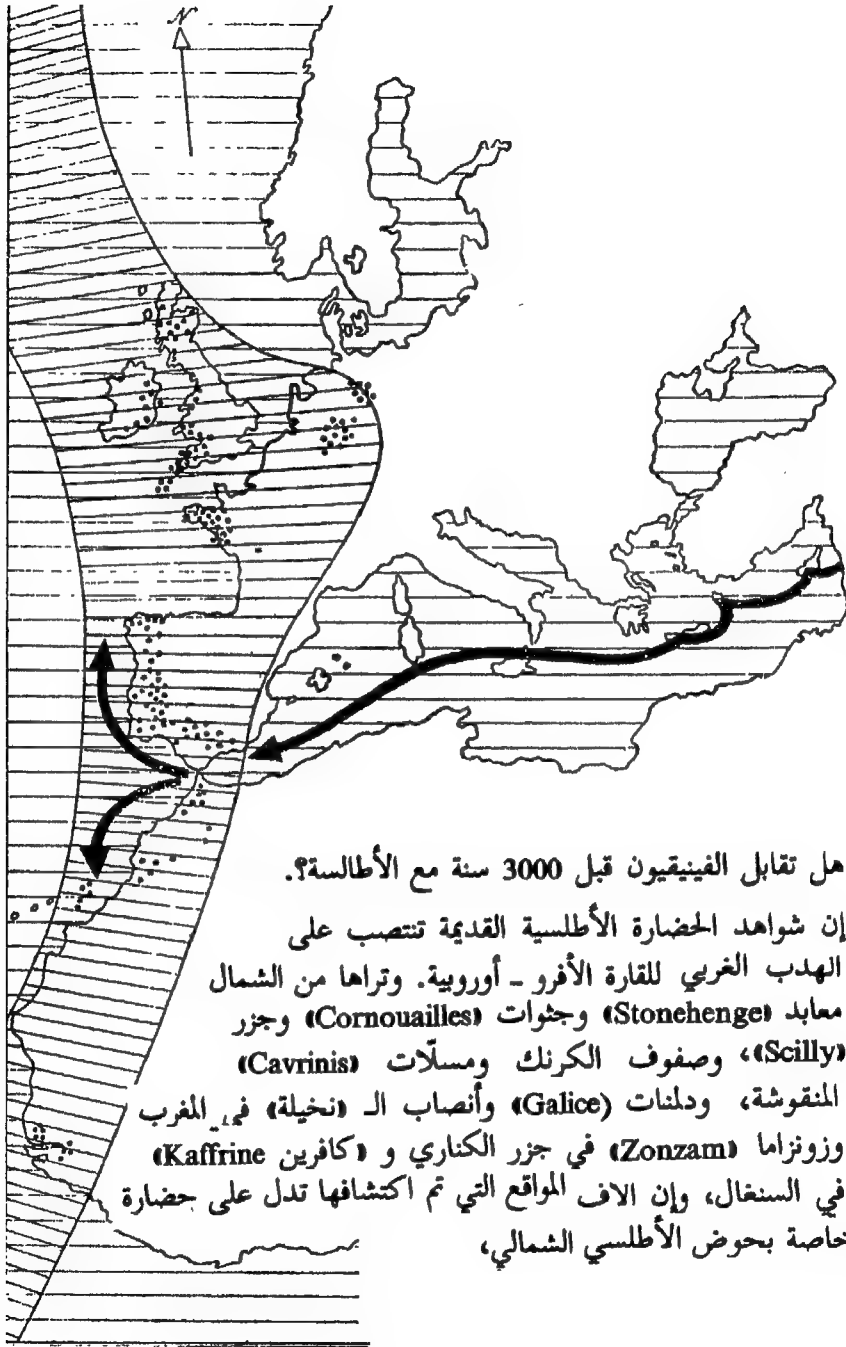 N
هل تقابل الفينيقيون قبل 3000 سنة مع الأطالسة؟.
إن شواهد الحضارة الأطلسية القديمة تنتصب على
الهدب الغربي للقارة الأفرو ـ أوروبية. وتراها من الشمال
معابد «Stonehenge» وجثوات «Cornouailles» وجزر
«Scilly»، وصفوف الكرنك ومسلّات «Cavrinis»
المنقوشة، ودلمنات (Galice» وأنصاب الـ «نخيلة» في المغرب
وزونزاما «Zonzam» في جزر الكناري و «كافرين Kaffrine»
في السنغال، وإن الاف المواقع التي تم اكتشافها تدل على حضارة
خاصة بحوض الأطلسي الشمالي،